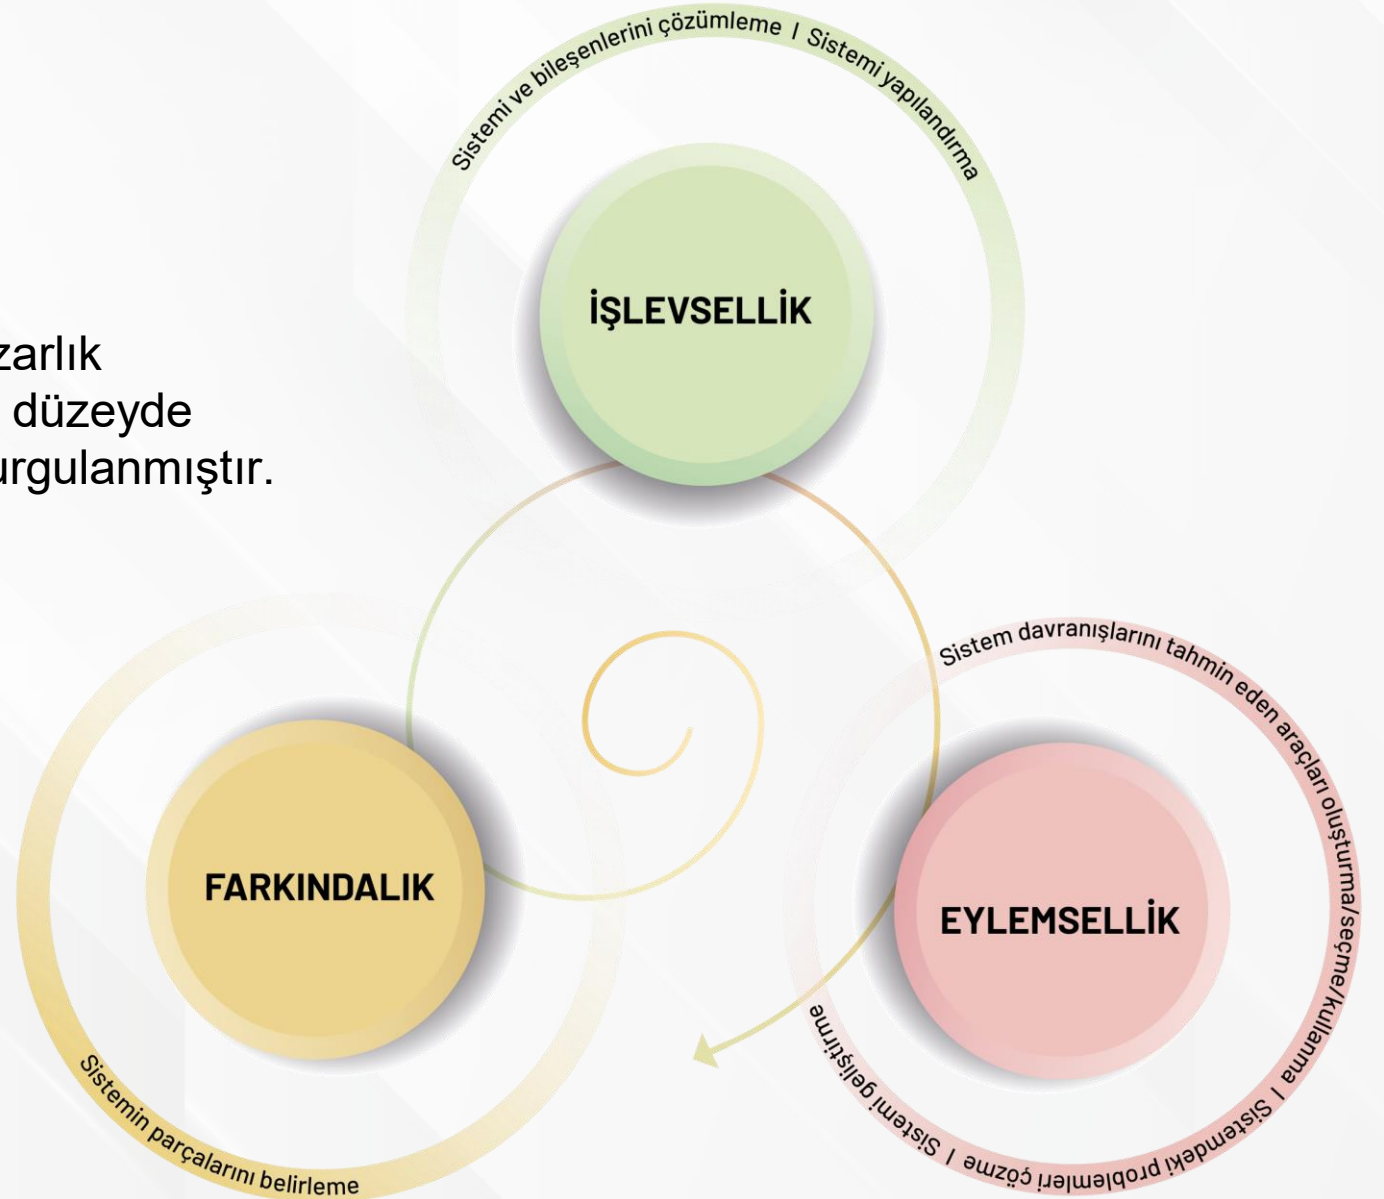 zarlık
düzeyde
urgulanmıştır.
Sistemi ve bileşenlerini çözümleme I Sistemi yapılandırma
İŞLEVSELLİK
FARKINDALIK
Sistemin parçalarını belirleme
EYLEMSELLİK
Sistem davranışlarını tahmin eden araçları oluşturma/seçme/kullanma I Sistemdeki problemleri çözme I Sistemi geliştirme